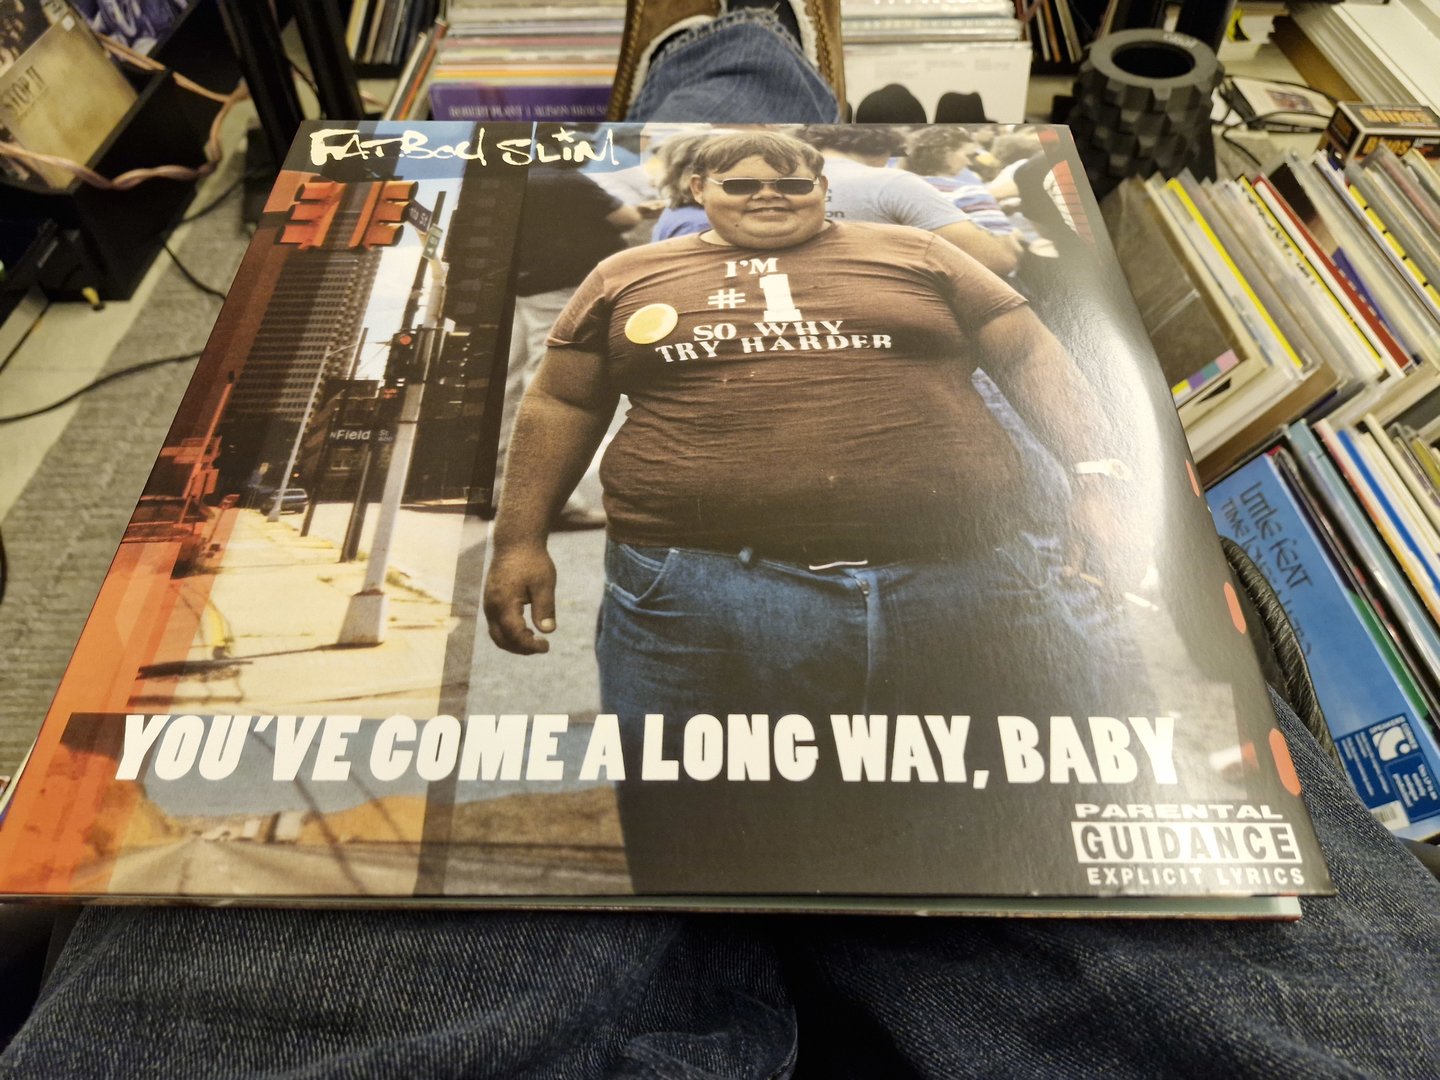 FATBOY SLIM
I'M
#1
SO WHY
TRY HARDER
N Field St
YOU'VE COME A LONG WAY, BABY
PARENTAL
GUIDANCE
EXPLICIT LYRICS
LITTLE FEAT